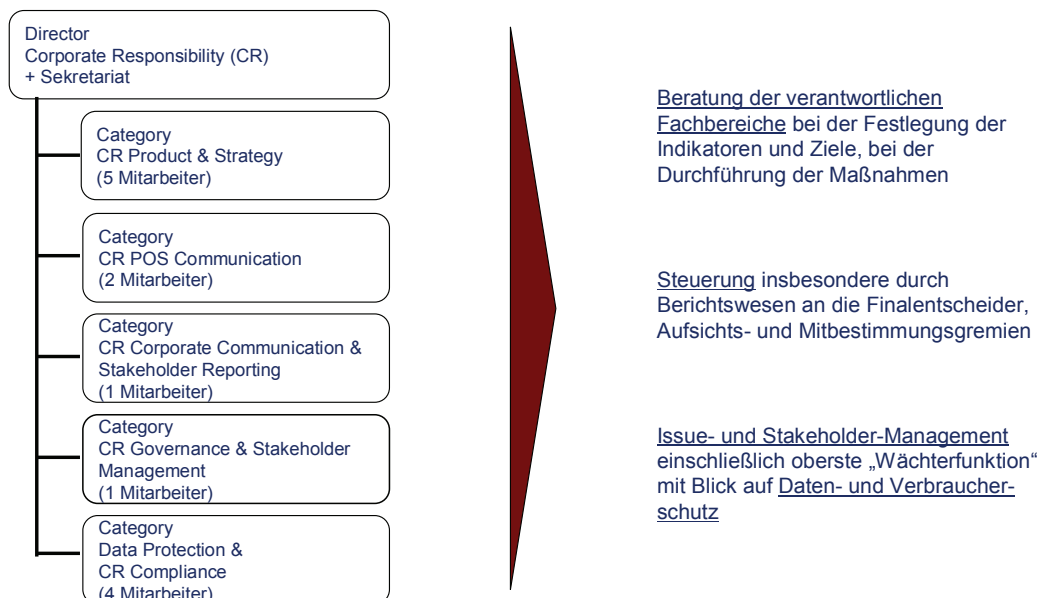 Director
Corporate Responsibility (CR)
+ Sekretariat
Category
CR Product & Strategy
(5 Mitarbeiter)
Category
CR POS Communication
(2 Mitarbeiter)
Category
CR Corporate Communication &
Stakeholder Reporting
(1 Mitarbeiter)
Category
CR Governance & Stakeholder
Management
(1 Mitarbeiter)
Category
Data Protection &
CR Compliance
(4 Mitarbeiter)
Beratung der verantwortlichen
Fachbereiche bei der Festlegung der
Indikatoren und Ziele, bei der
Durchführung der Maßnahmen
Steuerung insbesondere durch
Berichtswesen an die Finalentscheider,
Aufsichts- und Mitbestimmungsgremien
Issue- und Stakeholder-Management
einschließlich oberste „Wächterfunktion“
mit Blick auf Daten- und Verbraucher-
schutz